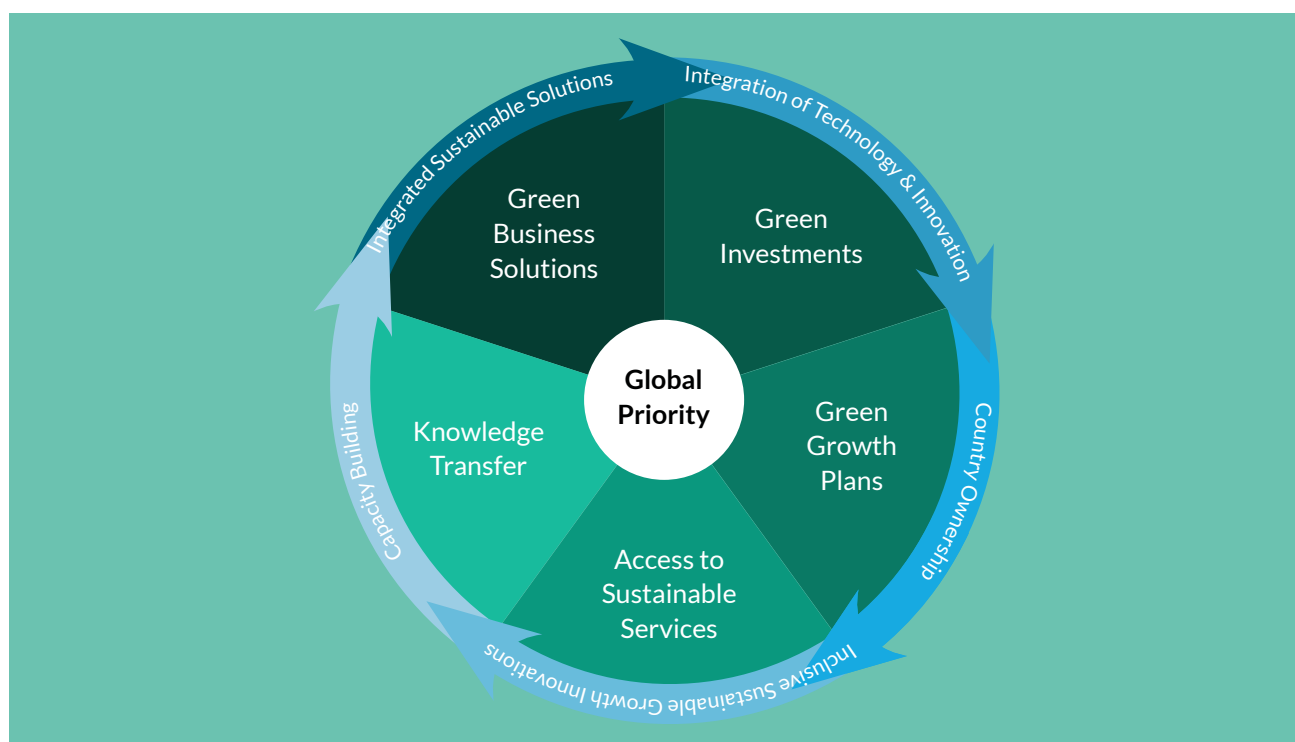 Integrated Sustainable Solutions
Integration of Technology & Innovation
Country Ownership
Inclusive Sustainable Growth Innovations
Capacity Building
Green
Business
Solutions
Green
Investments
Green
Growth
Plans
Access to
Sustainable
Services
Knowledge
Transfer
Global
Priority